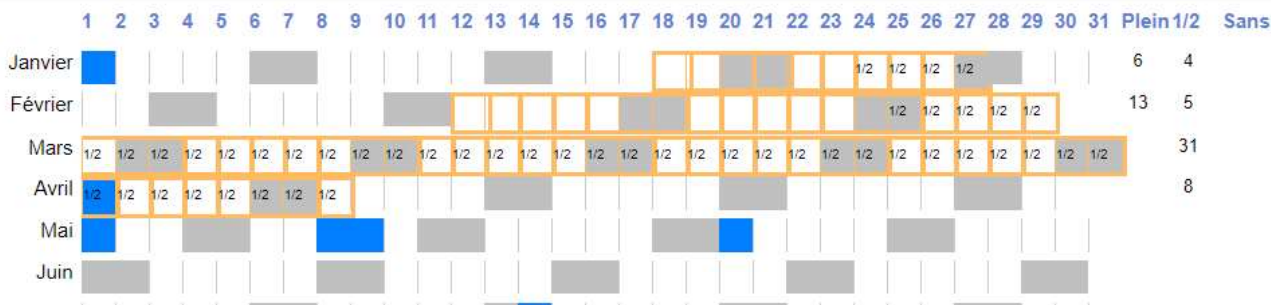 1 2 3 4 5 6 7 8 9 10 11 12 13 14 15 16 17 18 19 20 21 22 23 24 25 26 27 28 29 30 31 Plein 1/2 Sans
Janvier 1/2 1/2 1/2 1/2 6 4
Février 1/2 1/2 1/2 1/2 1/2 13 5
Mars 1/2 1/2 1/2 1/2 1/2 1/2 1/2 1/2 1/2 1/2 1/2 1/2 1/2 1/2 1/2 1/2 1/2 1/2 1/2 1/2 1/2 1/2 1/2 1/2 1/2 1/2 1/2 1/2 1/2 1/2 1/2 31
Avril 1/2 1/2 1/2 1/2 1/2 1/2 1/2 1/2 8
Mai
Juin